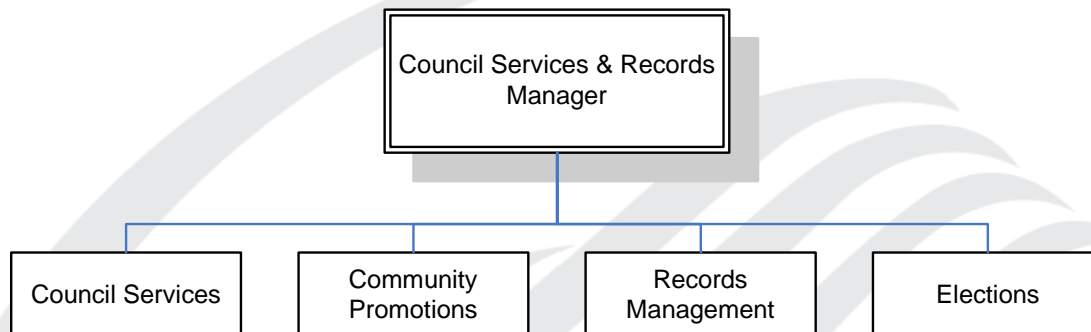 Council Services & Records
Manager
Council Services
Community
Promotions
Records
Management
Elections